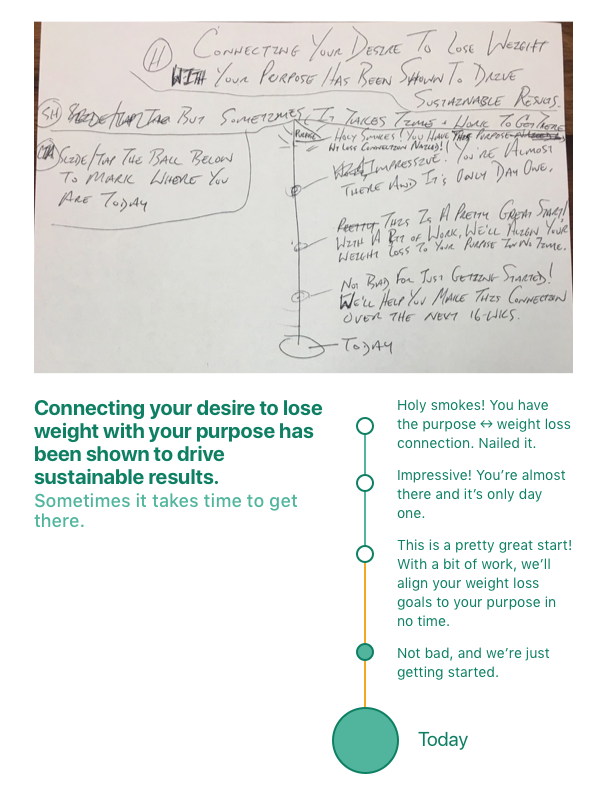 (H) CONNECTING YOUR DESIRE TO LOSE WEIGHT
WITH YOUR PURPOSE HAS BEEN SHOWN TO DRIVE
SUSTAINABLE RESULTS.
(SH) BUT SOMETIMES IT TAKES TIME + WORK TO GET THERE
SLIDE/TAP THE BALL BELOW
TO MARK WHERE YOU
ARE TODAY
PURPOSE
HOLY SMOKES! YOU HAVE THE PURPOSE
WT LOSS CONNECTION NAILED!
IMPRESSIVE. YOU'RE ALMOST
THERE AND IT'S ONLY DAY ONE.
PRETTY THIS IS A PRETTY GREAT START!
WITH A BIT OF WORK, WE'LL ALIGN YOUR
WEIGHT LOSS TO YOUR PURPOSE IN NO TIME.
NOT BAD FOR JUST GETTING STARTED!
WE'LL HELP YOU MAKE THIS CONNECTION
OVER THE NEXT 16-WKS.
TODAY
Connecting your desire to lose
weight with your purpose has
been shown to drive
sustainable results.
Sometimes it takes time to get
there.
Holy smokes! You have
the purpose ↔ weight loss
connection. Nailed it.
Impressive! You’re almost
there and it’s only day
one.
This is a pretty great start!
With a bit of work, we’ll
align your weight loss
goals to your purpose in
no time.
Not bad, and we’re just
getting started.
Today